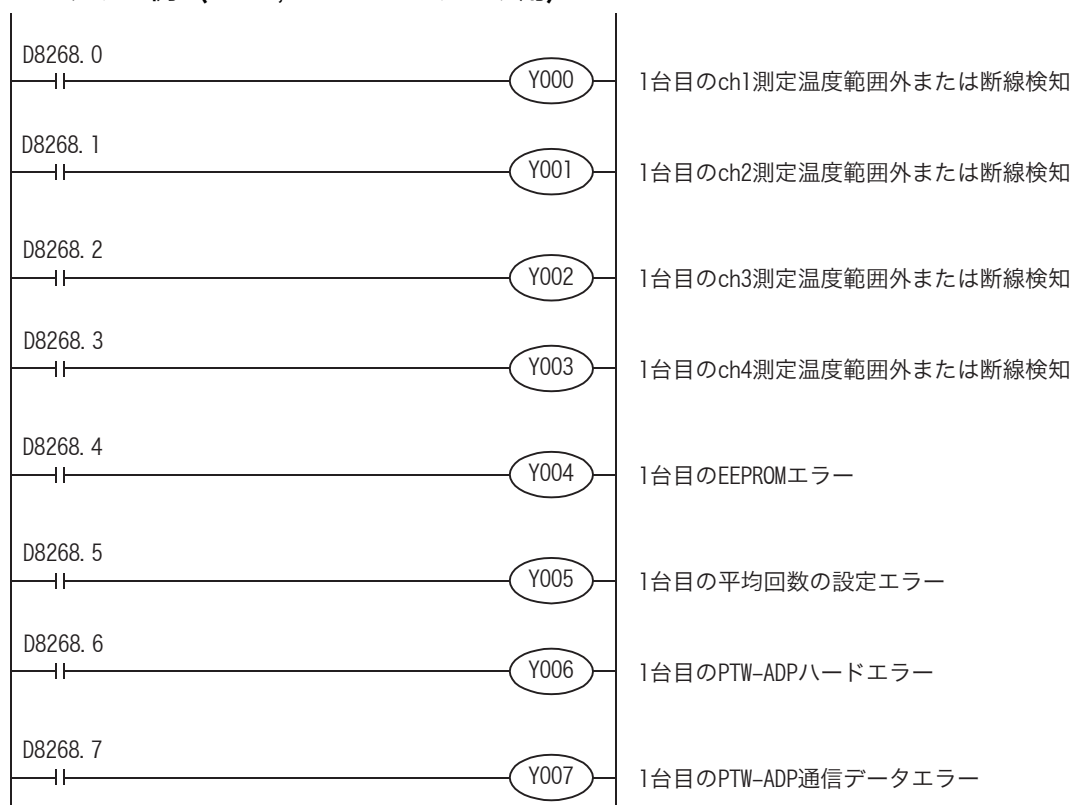 D8268.0
Y000 1台目のch1測定温度範囲外または断線検知
D8268.1
Y001 1台目のch2測定温度範囲外または断線検知
D8268.2
Y002 1台目のch3測定温度範囲外または断線検知
D8268.3
Y003 1台目のch4測定温度範囲外または断線検知
D8268.4
Y004 1台目のEEPROMエラー
D8268.5
Y005 1台目の平均回数の設定エラー
D8268.6
Y006 1台目のPTW-ADPハードエラー
D8268.7
Y007 1台目のPTW-ADP通信データエラー